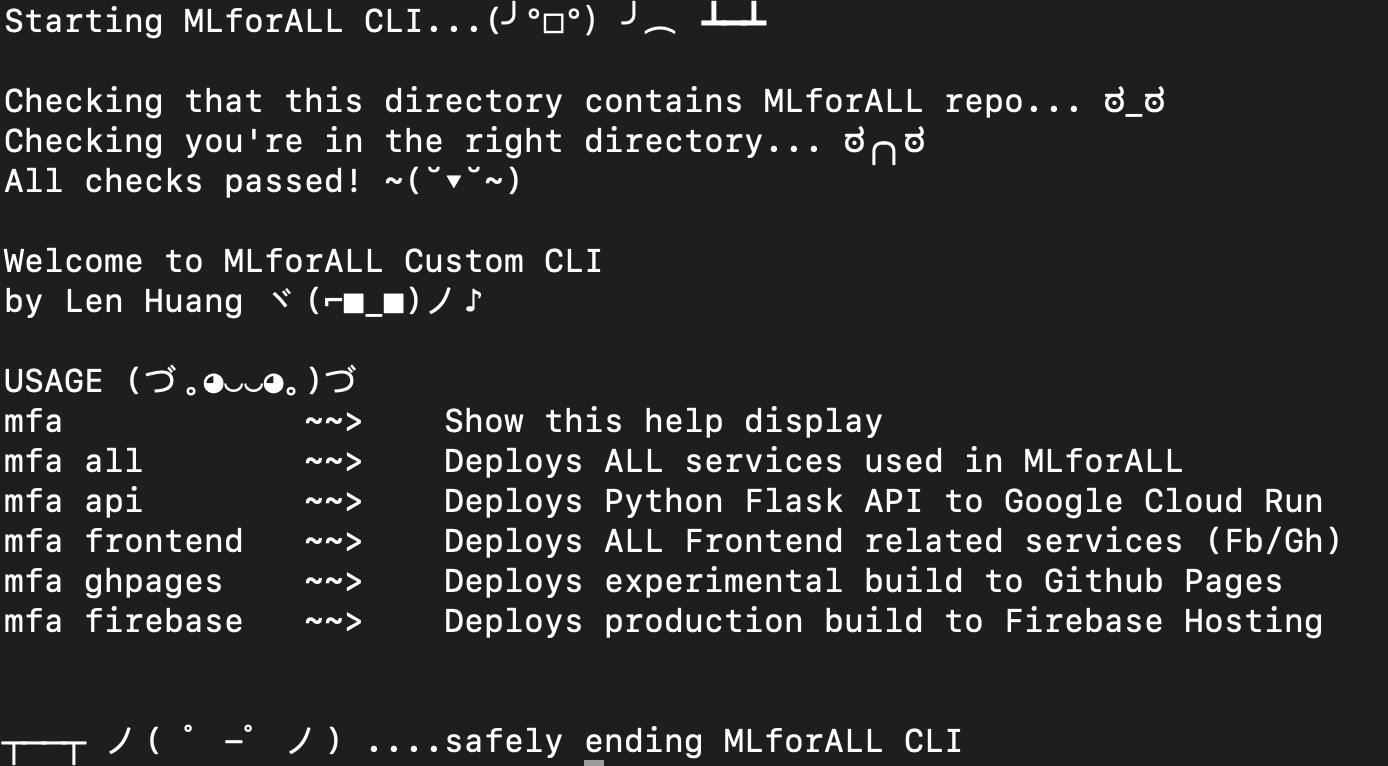 Starting MLforALL CLI...(╯°□°) ╯︵ ┻━┻
Checking that this directory contains MLforALL repo... ಠ_ಠ
Checking you're in the right directory... ಠ╭╮ಠ
All checks passed! ~(˘▾˘~)
Welcome to MLforALL Custom CLI
by Len Huang ヾ(⌐■_■)ノ♪
USAGE (づ｡◕‿‿◕｡)づ
mfa ~~> Show this help display
mfa all ~~> Deploys ALL services used in MLforALL
mfa api ~~> Deploys Python Flask API to Google Cloud Run
mfa frontend ~~> Deploys ALL Frontend related services (Fb/Gh)
mfa ghpages ~~> Deploys experimental build to Github Pages
mfa firebase ~~> Deploys production build to Firebase Hosting
┬──┬ ノ( ゜-゜ノ) ....safely ending MLforALL CLI